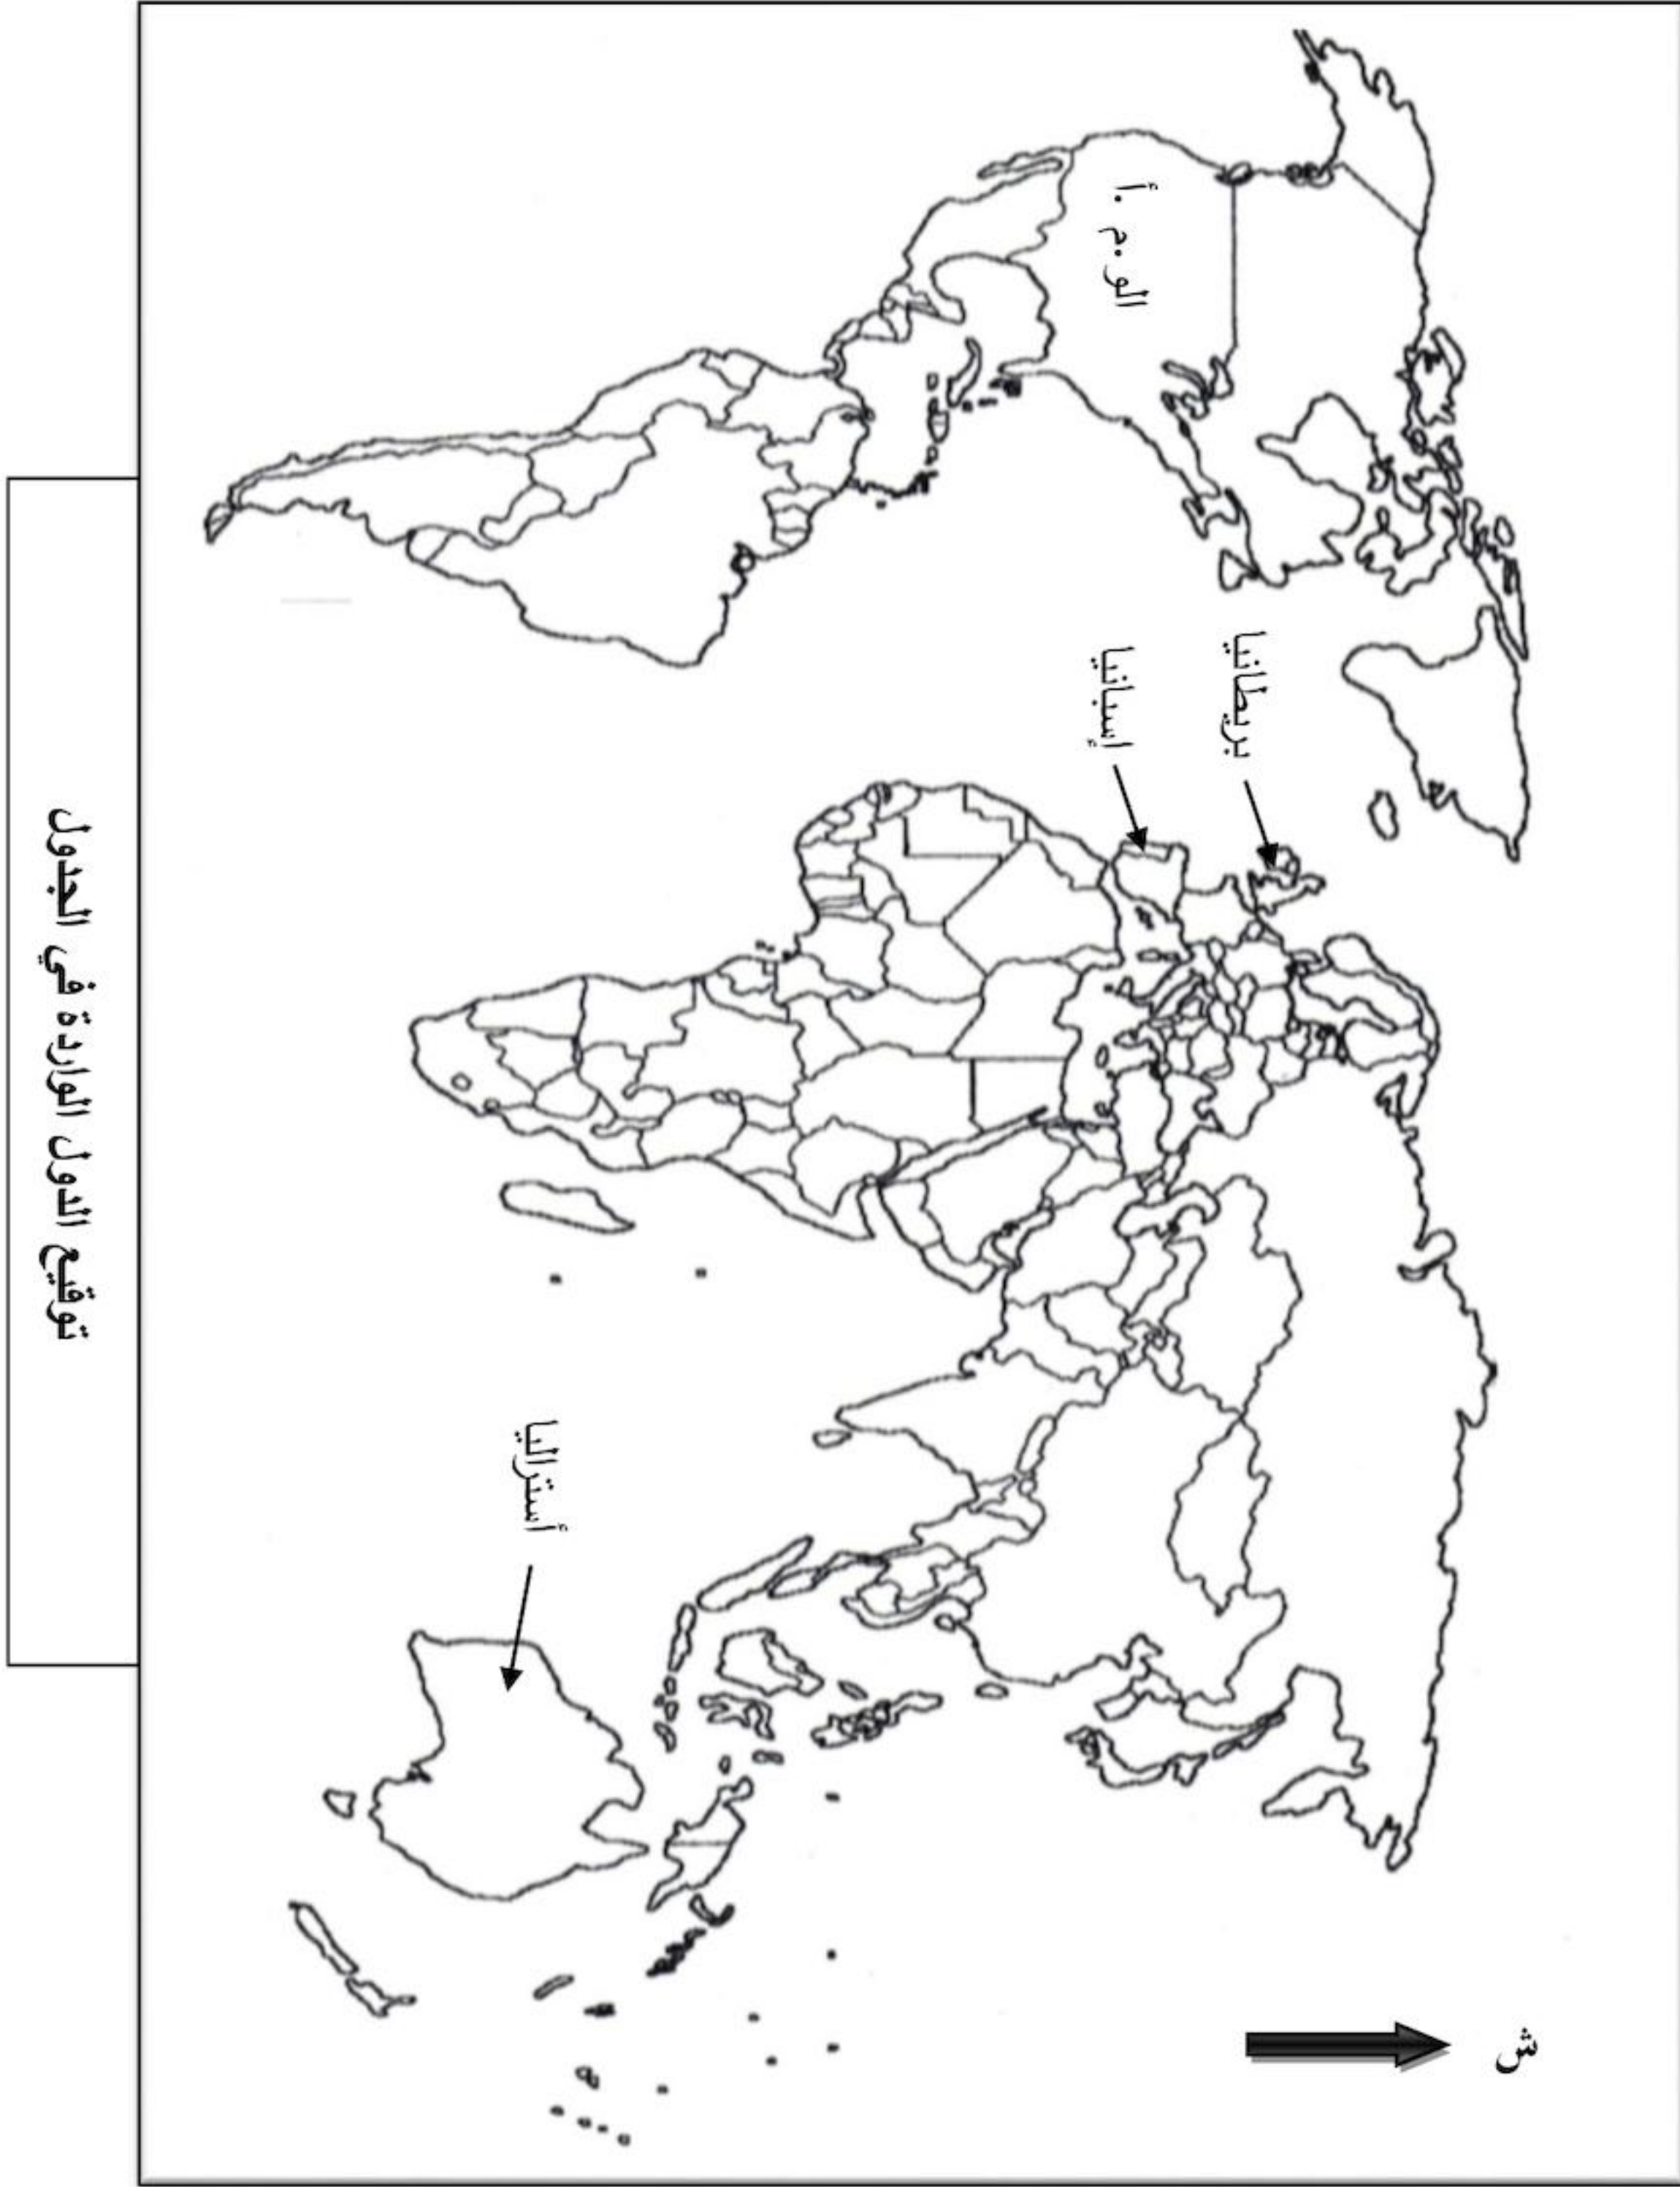 ش
الو.م.أ
بريطانيا
إسبانيا
أستراليا
توقيع الدول الواردة في الجدول